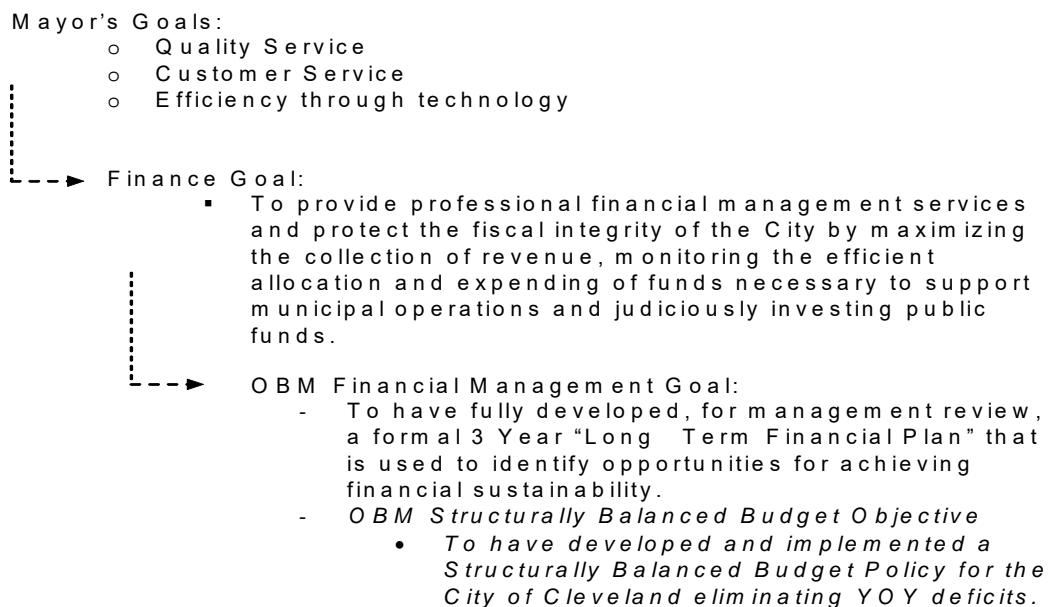 Mayor's Goals:
o Quality Service
o Customer Service
o Efficiency through technology
Finance Goal:
▪ To provide professional financial management services
and protect the fiscal integrity of the City by maximizing
the collection of revenue, monitoring the efficient
allocation and expending of funds necessary to support
municipal operations and judiciously investing public
funds.
OBM Financial Management Goal:
- To have fully developed, for management review,
a formal 3 Year “Long Term Financial Plan” that
is used to identify opportunities for achieving
financial sustainability.
- OBM Structurally Balanced Budget Objective
• To have developed and implemented a
Structurally Balanced Budget Policy for the
City of Cleveland eliminating YOY deficits.